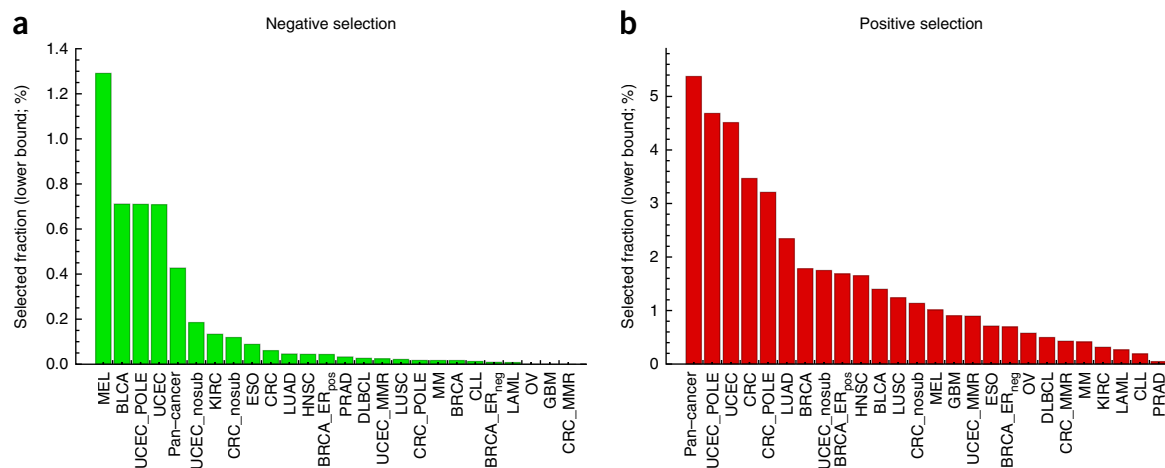 a
Negative selection
Selected fraction (lower bound; %)
1.4
1.2
1.0
0.8
0.6
0.4
0.2
0.0
MEL
BLCA
UCEC_POLE
UCEC
Pan–cancer
UCEC_nosub
KIRC
CRC_nosub
ESO
CRC
LUAD
HNSC
BRCA_ERpos
PRAD
DLBCL
UCEC_MMR
LUSC
CRC_POLE
MM
BRCA
CLL
BRCA_ERneg
LAML
OV
GBM
CRC_MMR
b
Positive selection
Selected fraction (lower bound; %)
5
4
3
2
1
0
Pan–cancer
UCEC_POLE
UCEC
CRC
CRC_POLE
LUAD
BRCA
UCEC_nosub
BRCA_ERpos
HNSC
BLCA
LUSC
CRC_nosub
MEL
GBM
UCEC_MMR
ESO
BRCA_ERneg
OV
DLBCL
CRC_MMR
MM
KIRC
LAML
CLL
PRAD